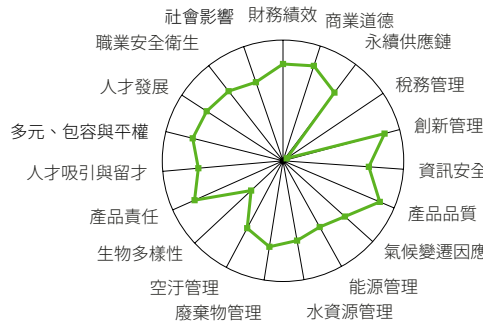 社會影響
財務績效
商業道德
永續供應鏈
稅務管理
創新管理
資訊安全
產品品質
氣候變遷因應
能源管理
水資源管理
廢棄物管理
空汙管理
生物多樣性
產品責任
人才吸引與留才
多元、包容與平權
人才發展
職業安全衛生